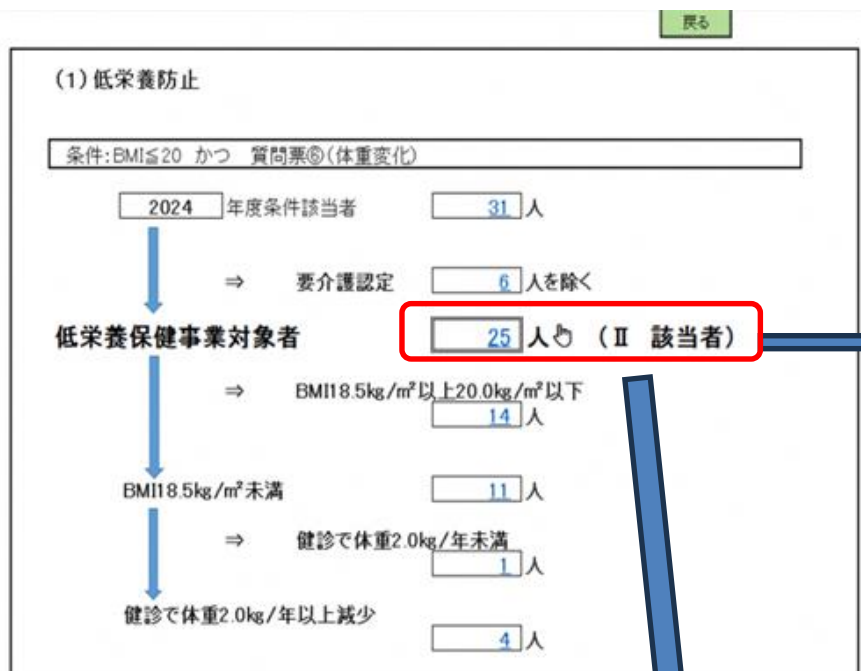 戻る
(1)低栄養防止
条件:BMI≦20 かつ 質問票⑥(体重変化)
2024 年度条件該当者 31 人
⇒ 要介護認定 6 人を除く
低栄養保健事業対象者 25 人 (Ⅱ 該当者)
⇒ BMI18.5kg/m²以上20.0kg/m²以下
14 人
BMI18.5kg/m²未満 11 人
⇒ 健診で体重2.0kg/年未満
1 人
健診で体重2.0kg/年以上減少
4 人